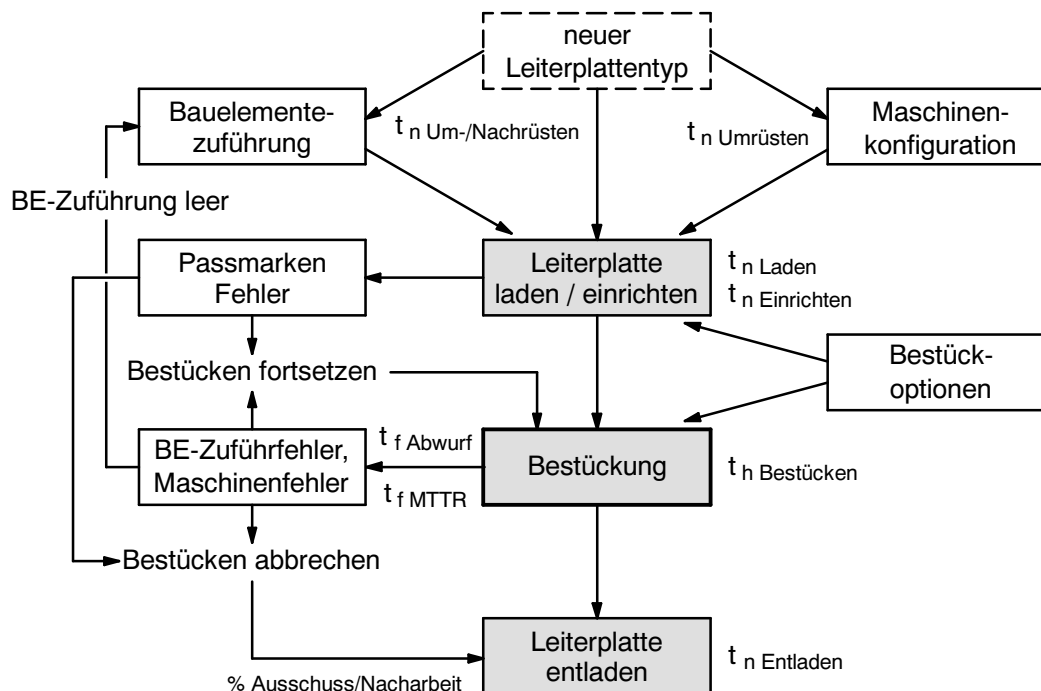 neuer
Leiterplattentyp
Bauelemente-
zuführung
t n Um-/Nachrüsten
t n Umrüsten
Maschinen-
konfiguration
BE-Zuführung leer
Passmarken
Fehler
Leiterplatte
laden / einrichten
t n Laden
t n Einrichten
Bestücken fortsetzen
Bestück-
optionen
BE-Zuführfehler,
Maschinenfehler
t f Abwurf
t f MTTR
Bestückung
t h Bestücken
Bestücken abbrechen
Leiterplatte
entladen
t n Entladen
% Ausschuss/Nacharbeit